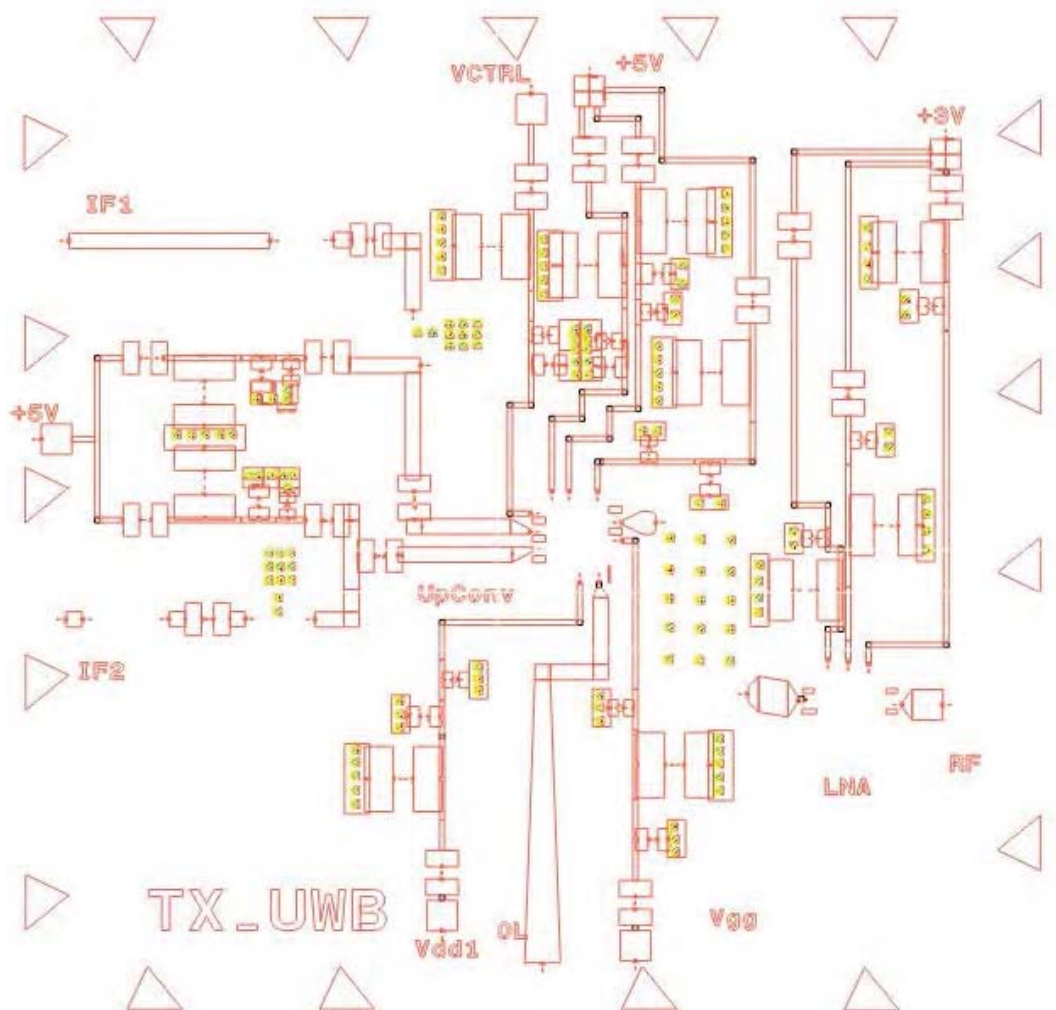 +5V
VCTRL
+3V
IF1
+5V
UpConv
IF2
RF
LNA
TX_UWB
Vgg
OL
Vdd1